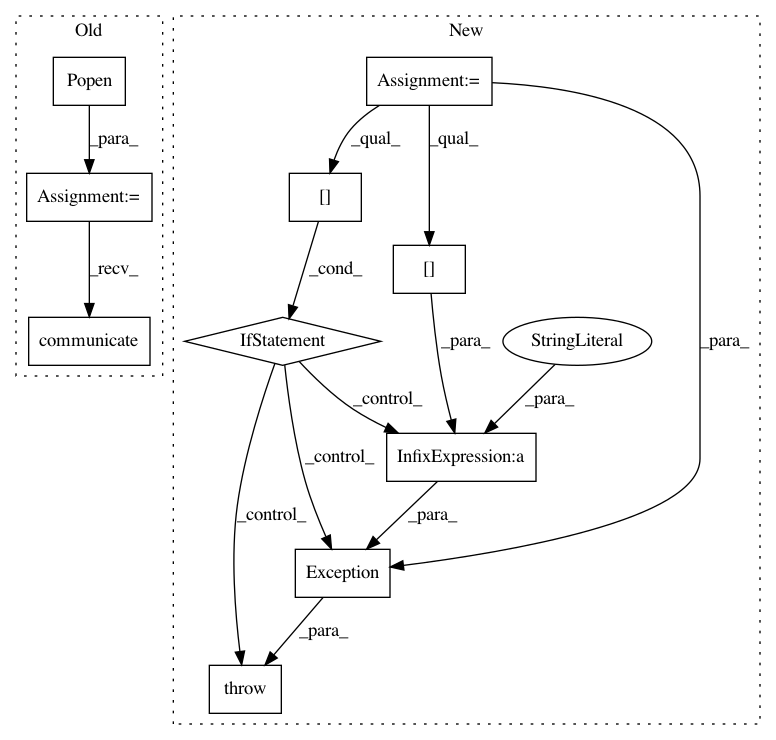 Old
New
Popen
Assignment:=
_para_
_qual_
_qual_
Assignment:=
[]
_recv_
_cond_
[]
communicate
IfStatement
_para_
StringLiteral
_para_
_control_
_para_
InfixExpression:a
_control_
_control_
_para_
Exception
_para_
throw